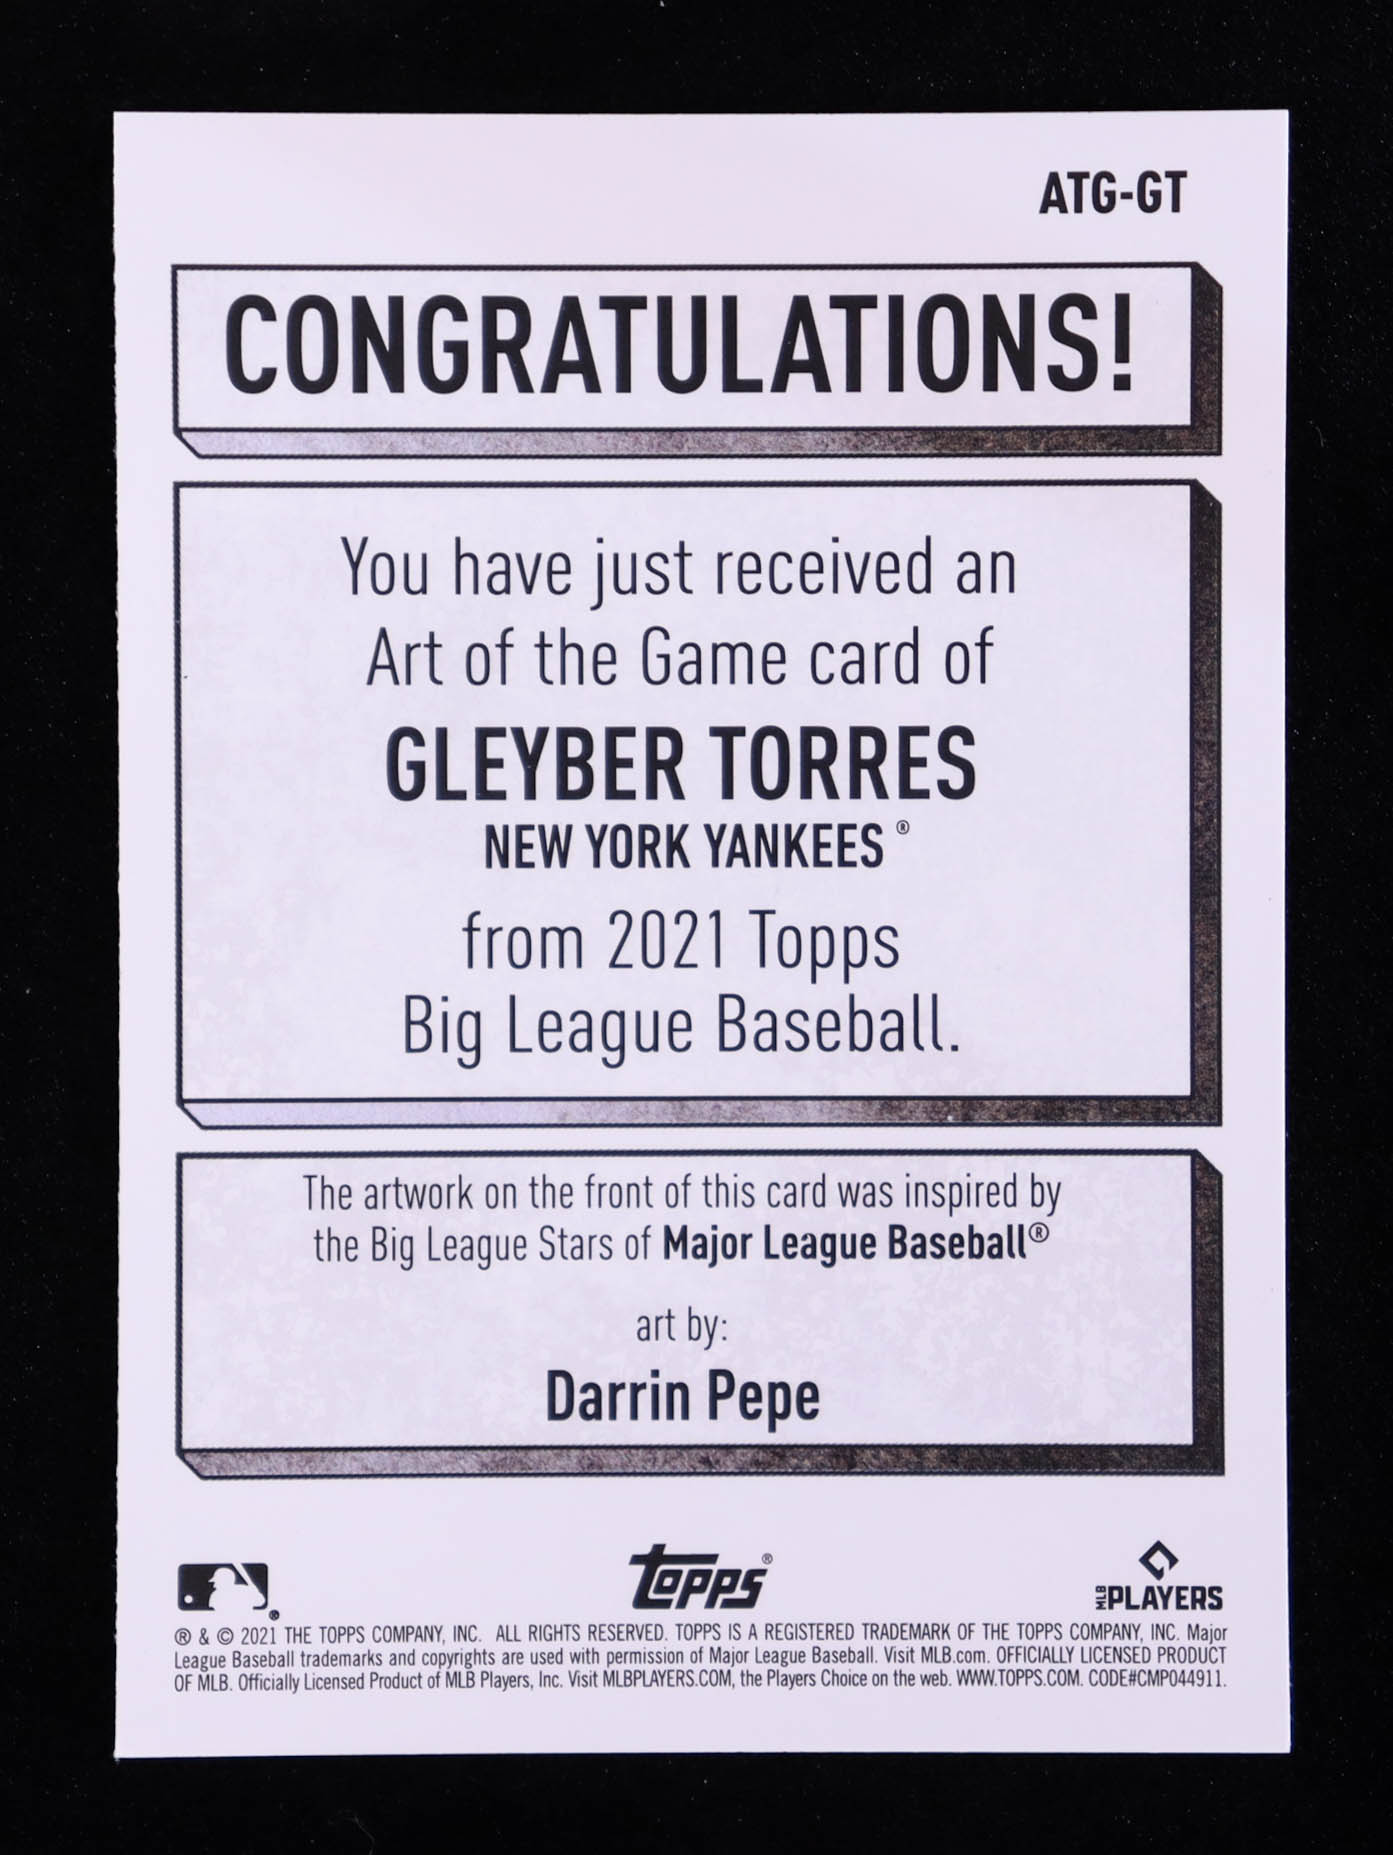 ATG-GT
CONGRATULATIONS!
You have just received an
Art of the Game card of
GLEYBER TORRES
NEW YORK YANKEES®
from 2021 Topps
Big League Baseball.
The artwork on the front of this card was inspired by
the Big League Stars of Major League Baseball®
art by:
Darrin Pepe
Topps®
MLB PLAYERS
® & © 2021 THE TOPPS COMPANY, INC. ALL RIGHTS RESERVED. TOPPS IS A REGISTERED TRADEMARK OF THE TOPPS COMPANY, INC. Major
League Baseball trademarks and copyrights are used with permission of Major League Baseball. Visit MLB.com. OFFICIALLY LICENSED PRODUCT
OF MLB. Officially Licensed Product of MLB Players, Inc. Visit MLBPLAYERS.COM, the Players Choice on the web. WWW.TOPPS.COM. CODE#CMP044911.